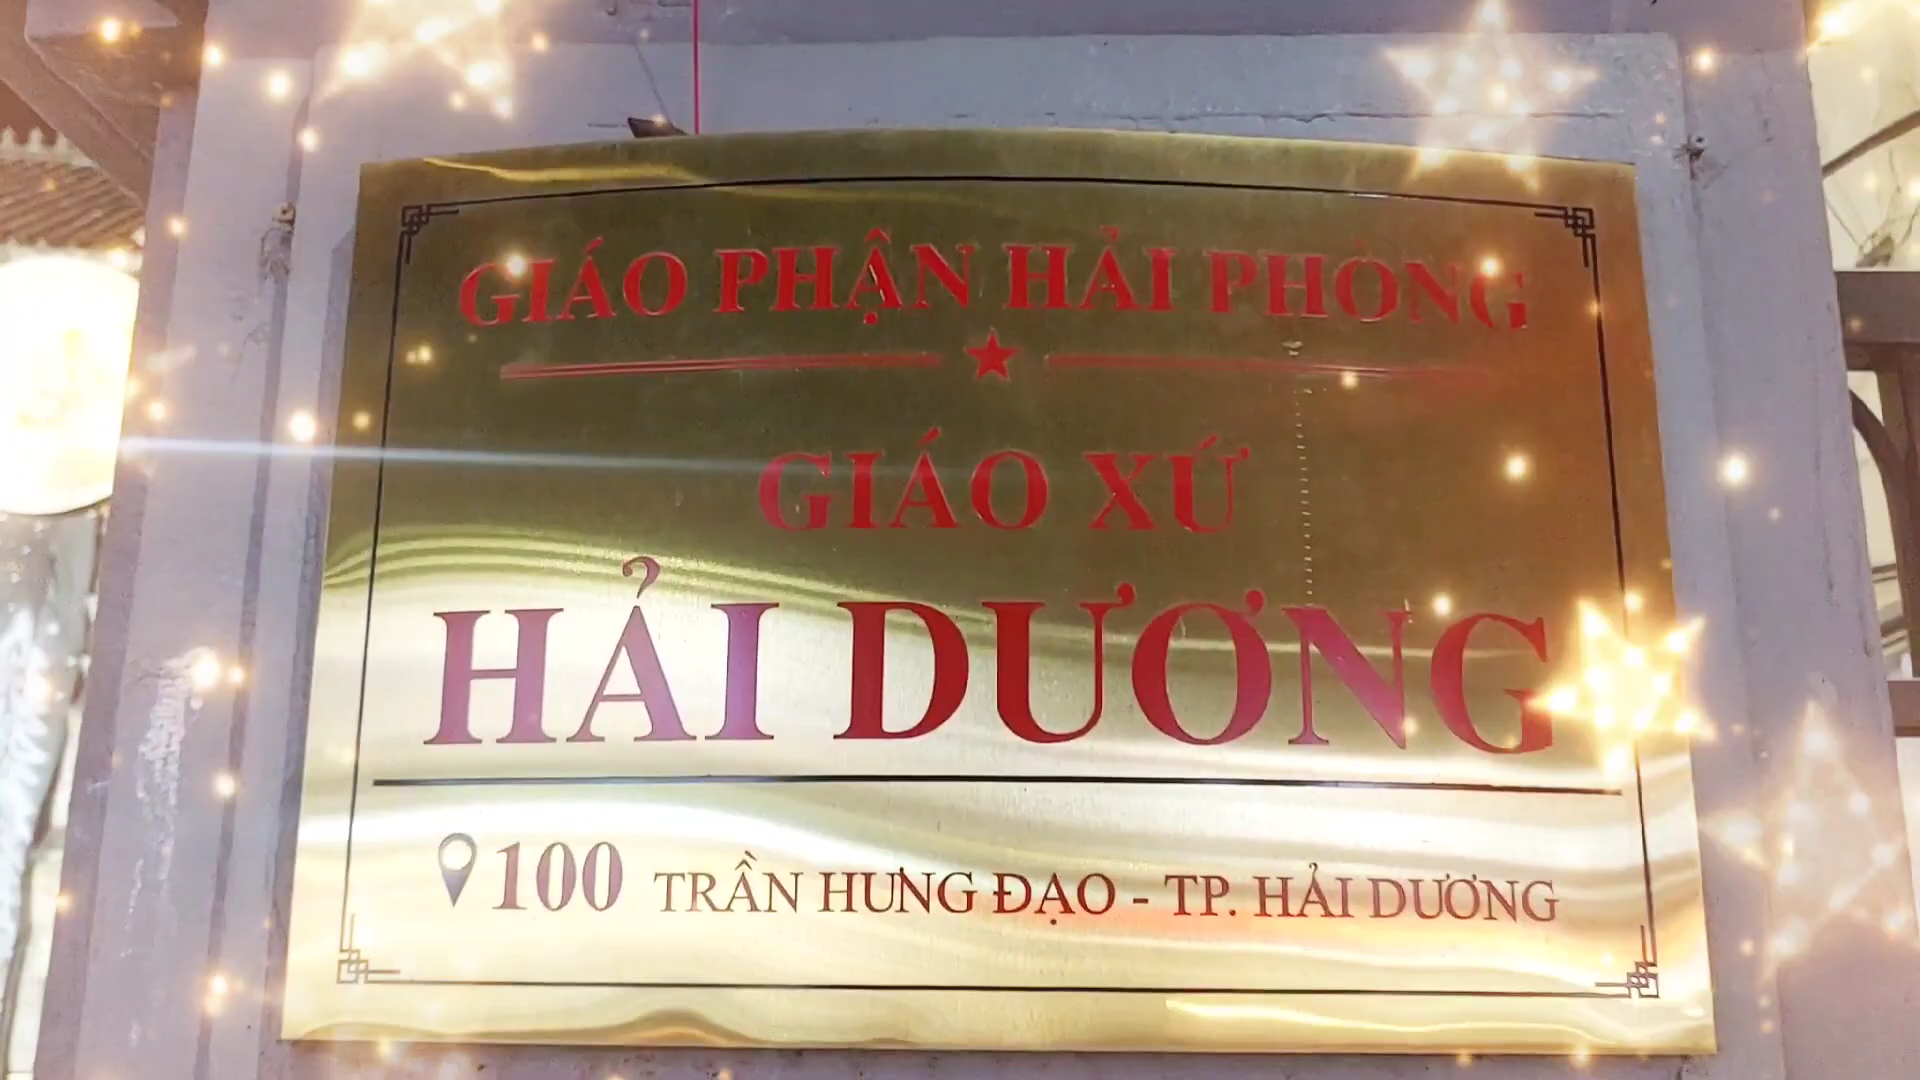 GIÁO PHẬN HẢI PHÒNG
GIÁO XỨ
HẢI DƯƠNG
100 TRẦN HƯNG ĐẠO - TP. HẢI DƯƠNG